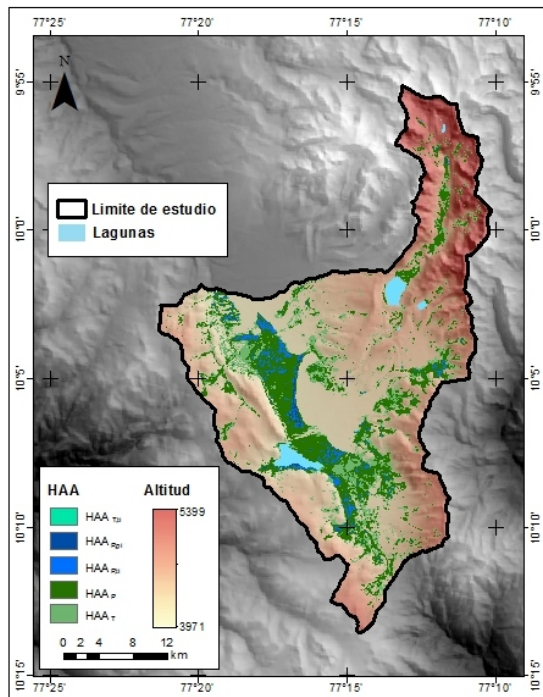 77°25' 77°20' 77°15' 77°10'
9°55'
N
10°0'
Limite de estudio
Lagunas
10°5'
HAA Altitud
HAA
5399
HAA
HAA
HAA P
HAA T
3971
0 2 4 8 12
km
10°10'
10°15'
77°25' 77°20' 77°15' 77°10'
9°55'
10°0'
10°5'
10°10'
10°15'